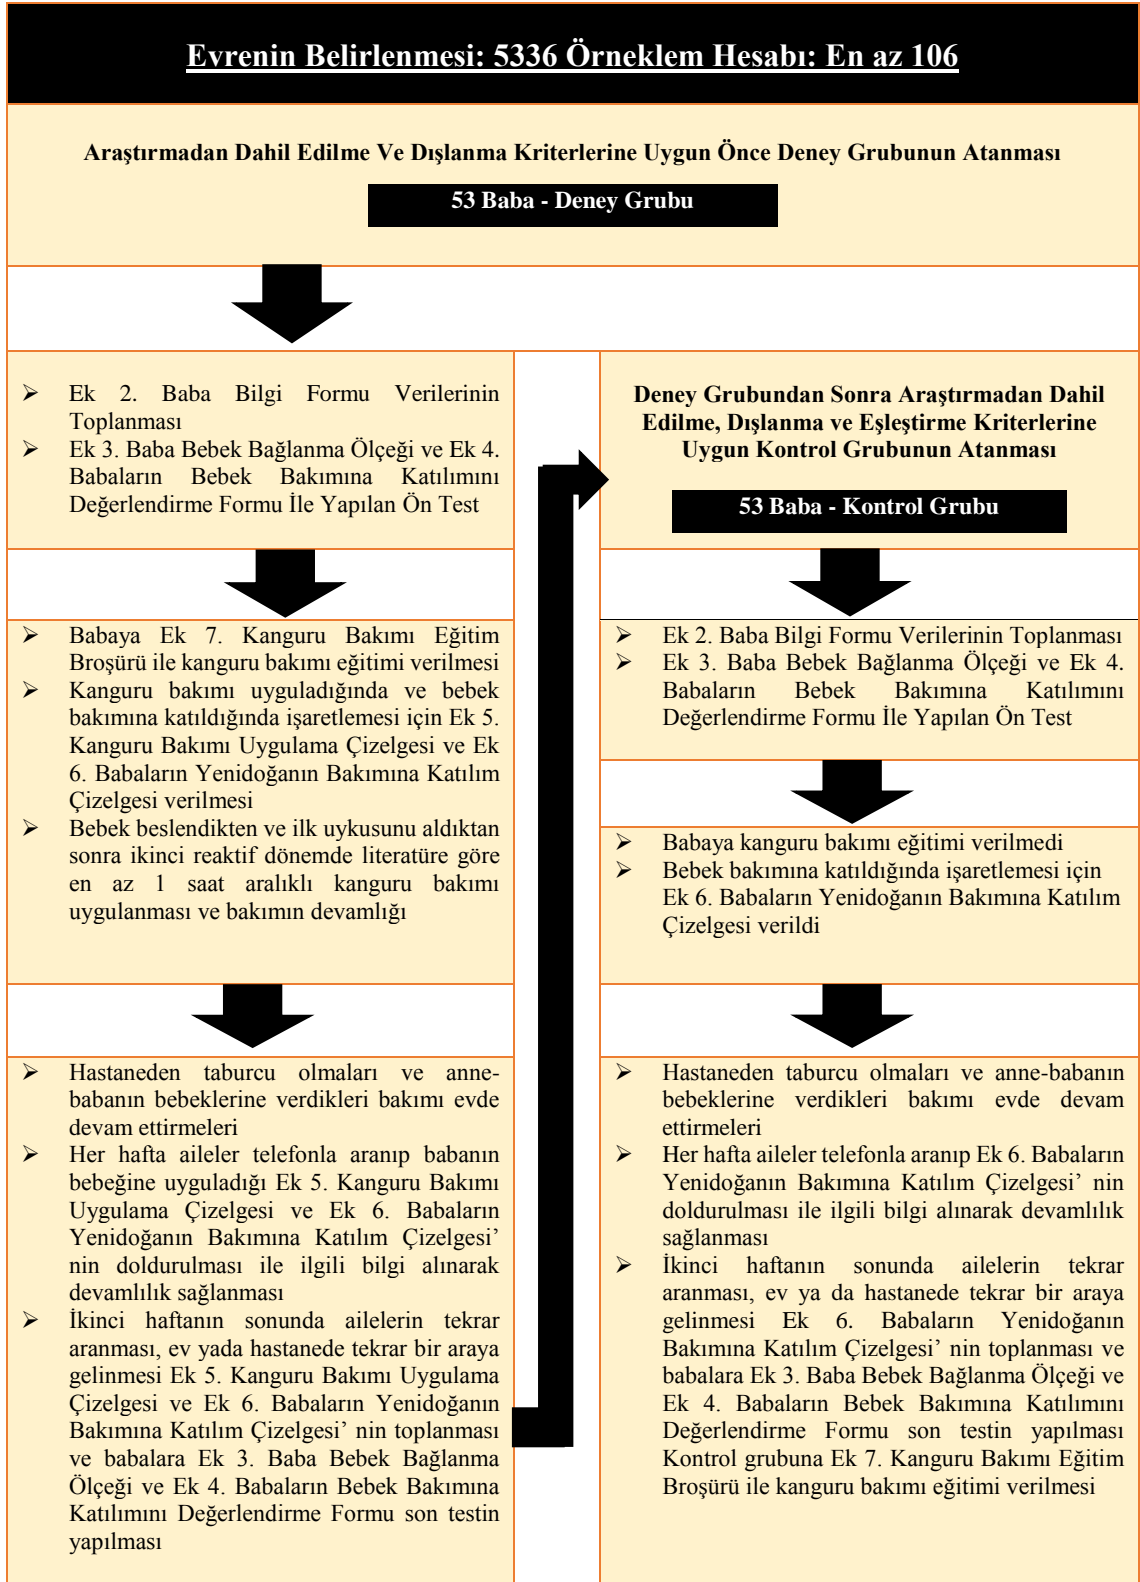 Evrenin Belirlenmesi: 5336 Örneklem Hesabı: En az 106
Araştırmadan Dahil Edilme Ve Dışlanma Kriterlerine Uygun Önce Deney Grubunun Atanması
53 Baba - Deney Grubu
➢ Ek 2. Baba Bilgi Formu Verilerinin
Toplanması
➢ Ek 3. Baba Bebek Bağlanma Ölçeği ve Ek 4.
Babaların Bebek Bakımına Katılımını
Değerlendirme Formu İle Yapılan Ön Test
➢ Babaya Ek 7. Kanguru Bakımı Eğitim
Broşürü ile kanguru bakımı eğitimi verilmesi
➢ Kanguru bakımı uyguladığında ve bebek
bakımına katıldığında işaretlemesi için Ek 5.
Kanguru Bakımı Uygulama Çizelgesi ve Ek
6. Babaların Yenidoğanın Bakımına Katılım
Çizelgesi verilmesi
➢ Bebek beslendikten ve ilk uykusunu aldıktan
sonra ikinci reaktif dönemde literatüre göre
en az 1 saat aralıklı kanguru bakımı
uygulanması ve bakımın devamlığı
➢ Hastaneden taburcu olmaları ve anne-
babanın bebeklerine verdikleri bakımı evde
devam ettirmeleri
➢ Her hafta aileler telefonla aranıp babanın
bebeğine uyguladığı Ek 5. Kanguru Bakımı
Uygulama Çizelgesi ve Ek 6. Babaların
Yenidoğanın Bakımına Katılım Çizelgesi’
nin doldurulması ile ilgili bilgi alınarak
devamlılık sağlanması
➢ İkinci haftanın sonunda ailelerin tekrar
aranması, ev yada hastanede tekrar bir araya
gelinmesi Ek 5. Kanguru Bakımı Uygulama
Çizelgesi ve Ek 6. Babaların Yenidoğanın
Bakımına Katılım Çizelgesi’ nin toplanması
ve babalara Ek 3. Baba Bebek Bağlanma
Ölçeği ve Ek 4. Babaların Bebek Bakımına
Katılımını Değerlendirme Formu son testin
yapılması
Deney Grubundan Sonra Araştırmadan Dahil
Edilme, Dışlanma ve Eşleştirme Kriterlerine
Uygun Kontrol Grubunun Atanması
53 Baba - Kontrol Grubu
➢ Ek 2. Baba Bilgi Formu Verilerinin Toplanması
➢ Ek 3. Baba Bebek Bağlanma Ölçeği ve Ek 4.
Babaların Bebek Bakımına Katılımını
Değerlendirme Formu İle Yapılan Ön Test
➢ Babaya kanguru bakımı eğitimi verilmedi
➢ Bebek bakımına katıldığında işaretlemesi için
Ek 6. Babaların Yenidoğanın Bakımına Katılım
Çizelgesi verildi
➢ Hastaneden taburcu olmaları ve anne-babanın
bebeklerine verdikleri bakımı evde devam
ettirmeleri
➢ Her hafta aileler telefonla aranıp Ek 6. Babaların
Yenidoğanın Bakımına Katılım Çizelgesi’ nin
doldurulması ile ilgili bilgi alınarak devamlılık
sağlanması
➢ İkinci haftanın sonunda ailelerin tekrar
aranması, ev ya da hastanede tekrar bir araya
gelinmesi Ek 6. Babaların Yenidoğanın
Bakımına Katılım Çizelgesi’ nin toplanması ve
babalara Ek 3. Baba Bebek Bağlanma Ölçeği ve
Ek 4. Babaların Bebek Bakımına Katılımını
Değerlendirme Formu son testin yapılması
Kontrol grubuna Ek 7. Kanguru Bakımı Eğitim
Broşürü ile kanguru bakımı eğitimi verilmesi